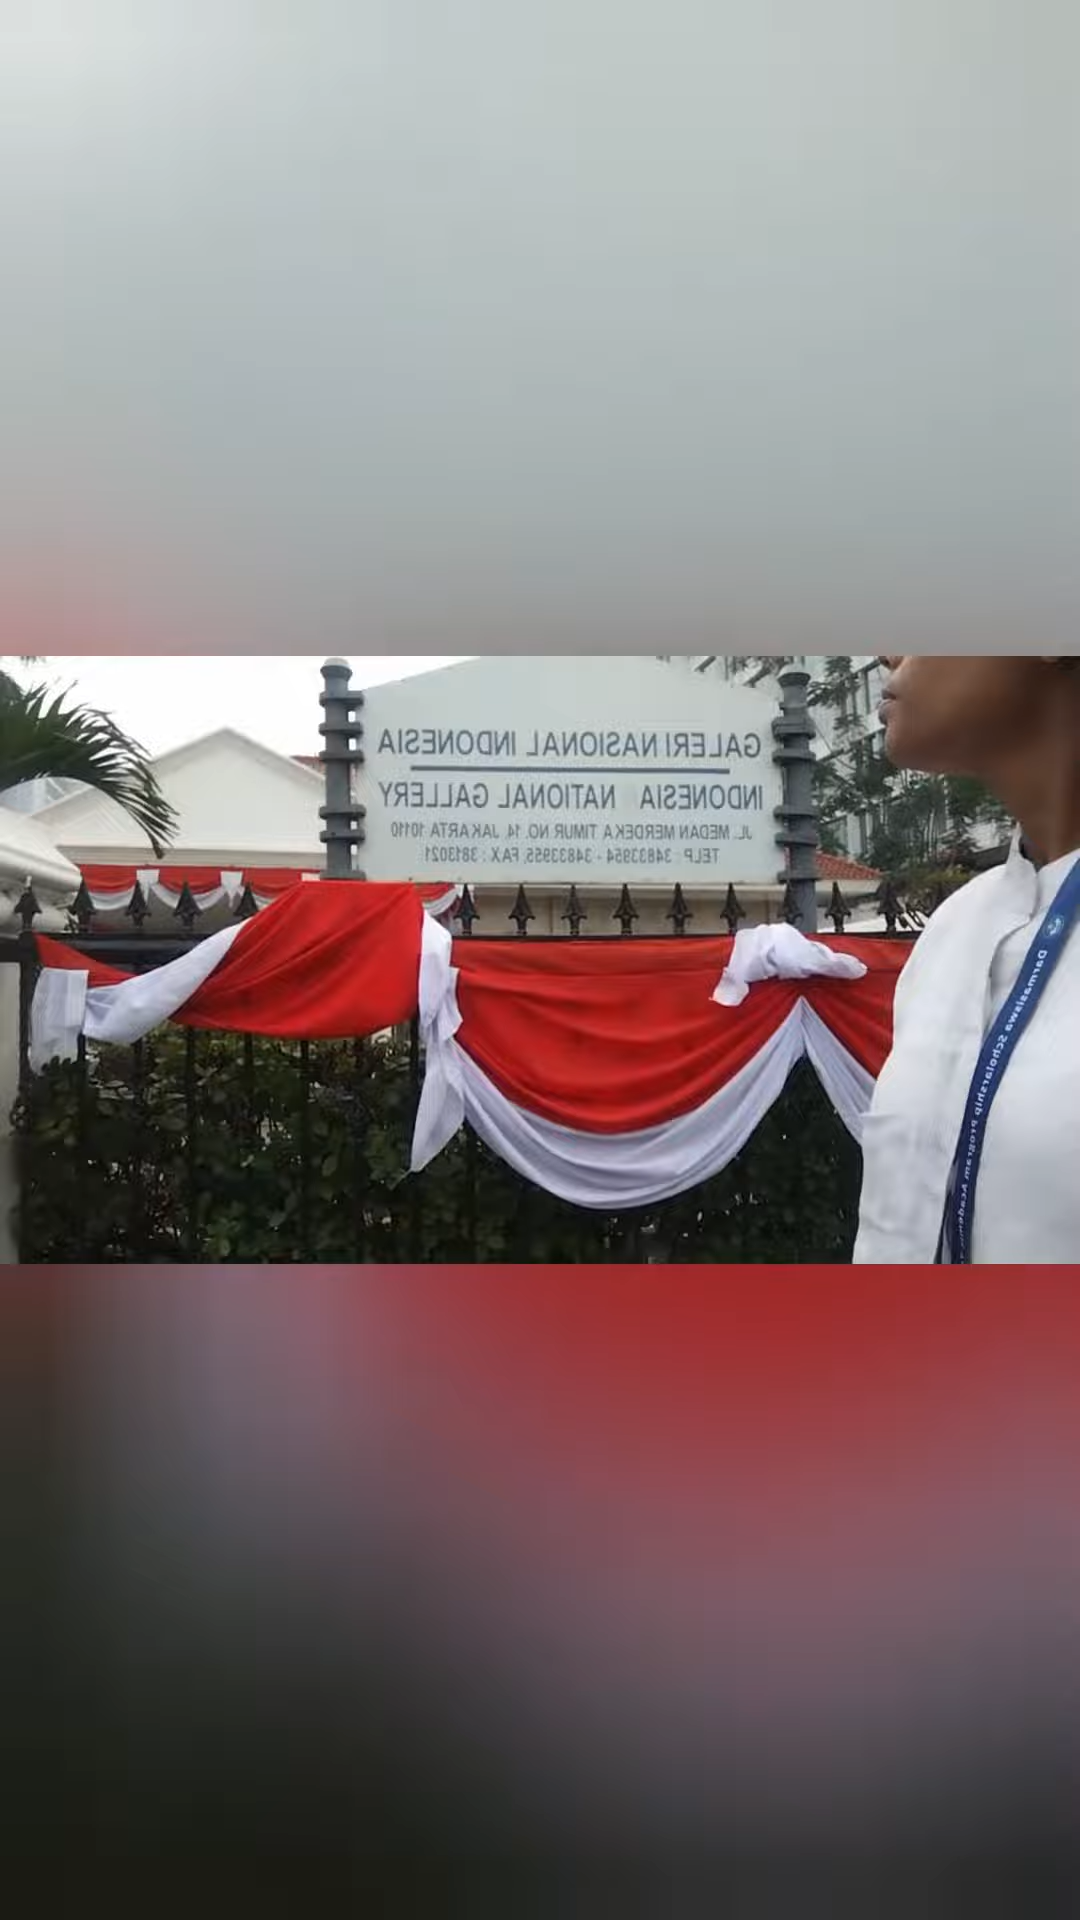 GALERI NASIONAL INDONESIA
INDONESIA NATIONAL GALLERY
JL. MEDAN MERDEKA TIMUR NO. 14 JAKARTA 10110
TELP : 34833954 - 34833955, FAX : 3813021
Darmasiswa Scholarship Program Academic